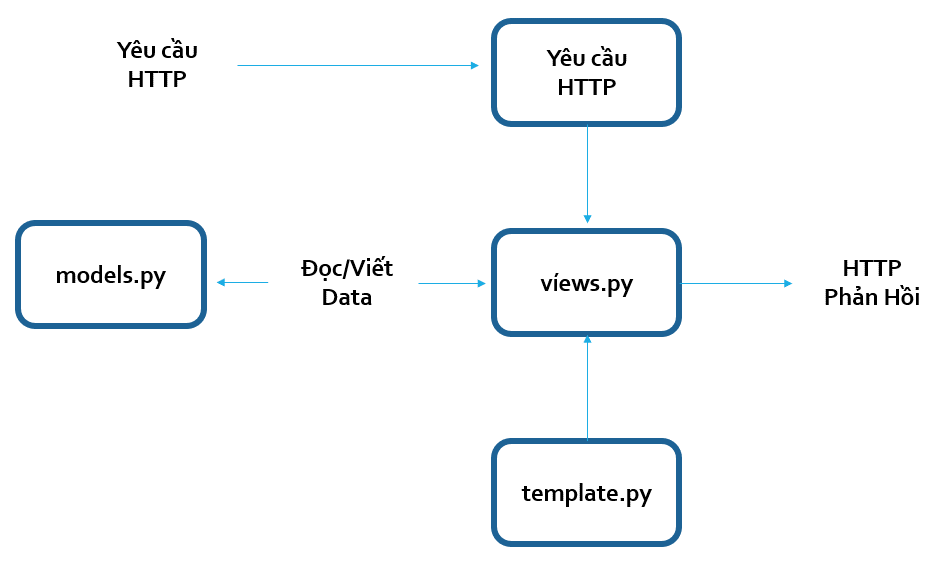 Yêu cầu
HTTP
Yêu cầu
HTTP
models.py
Đọc/Viết
Data
views.py
HTTP
Phản Hồi
template.py